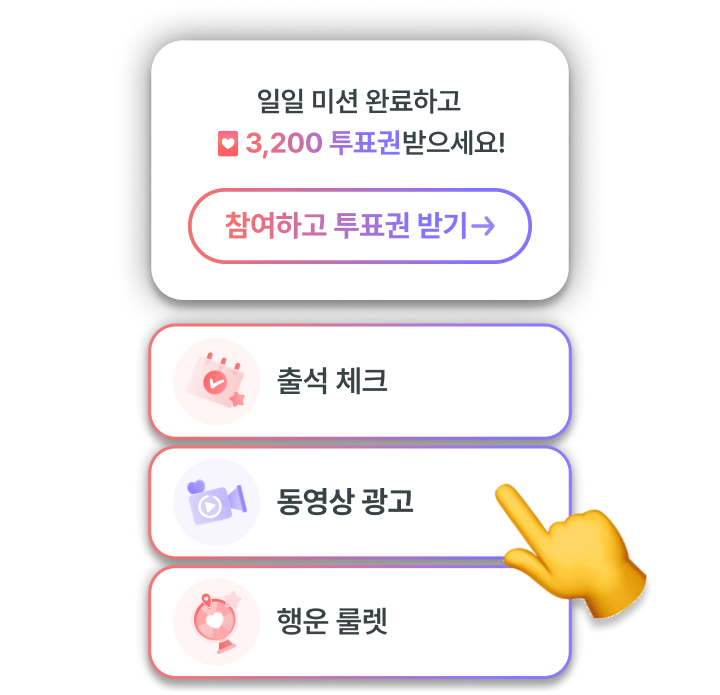 일일 미션 완료하고
3,200 투표권받으세요!
참여하고 투표권 받기→
출석 체크
동영상 광고
행운 룰렛